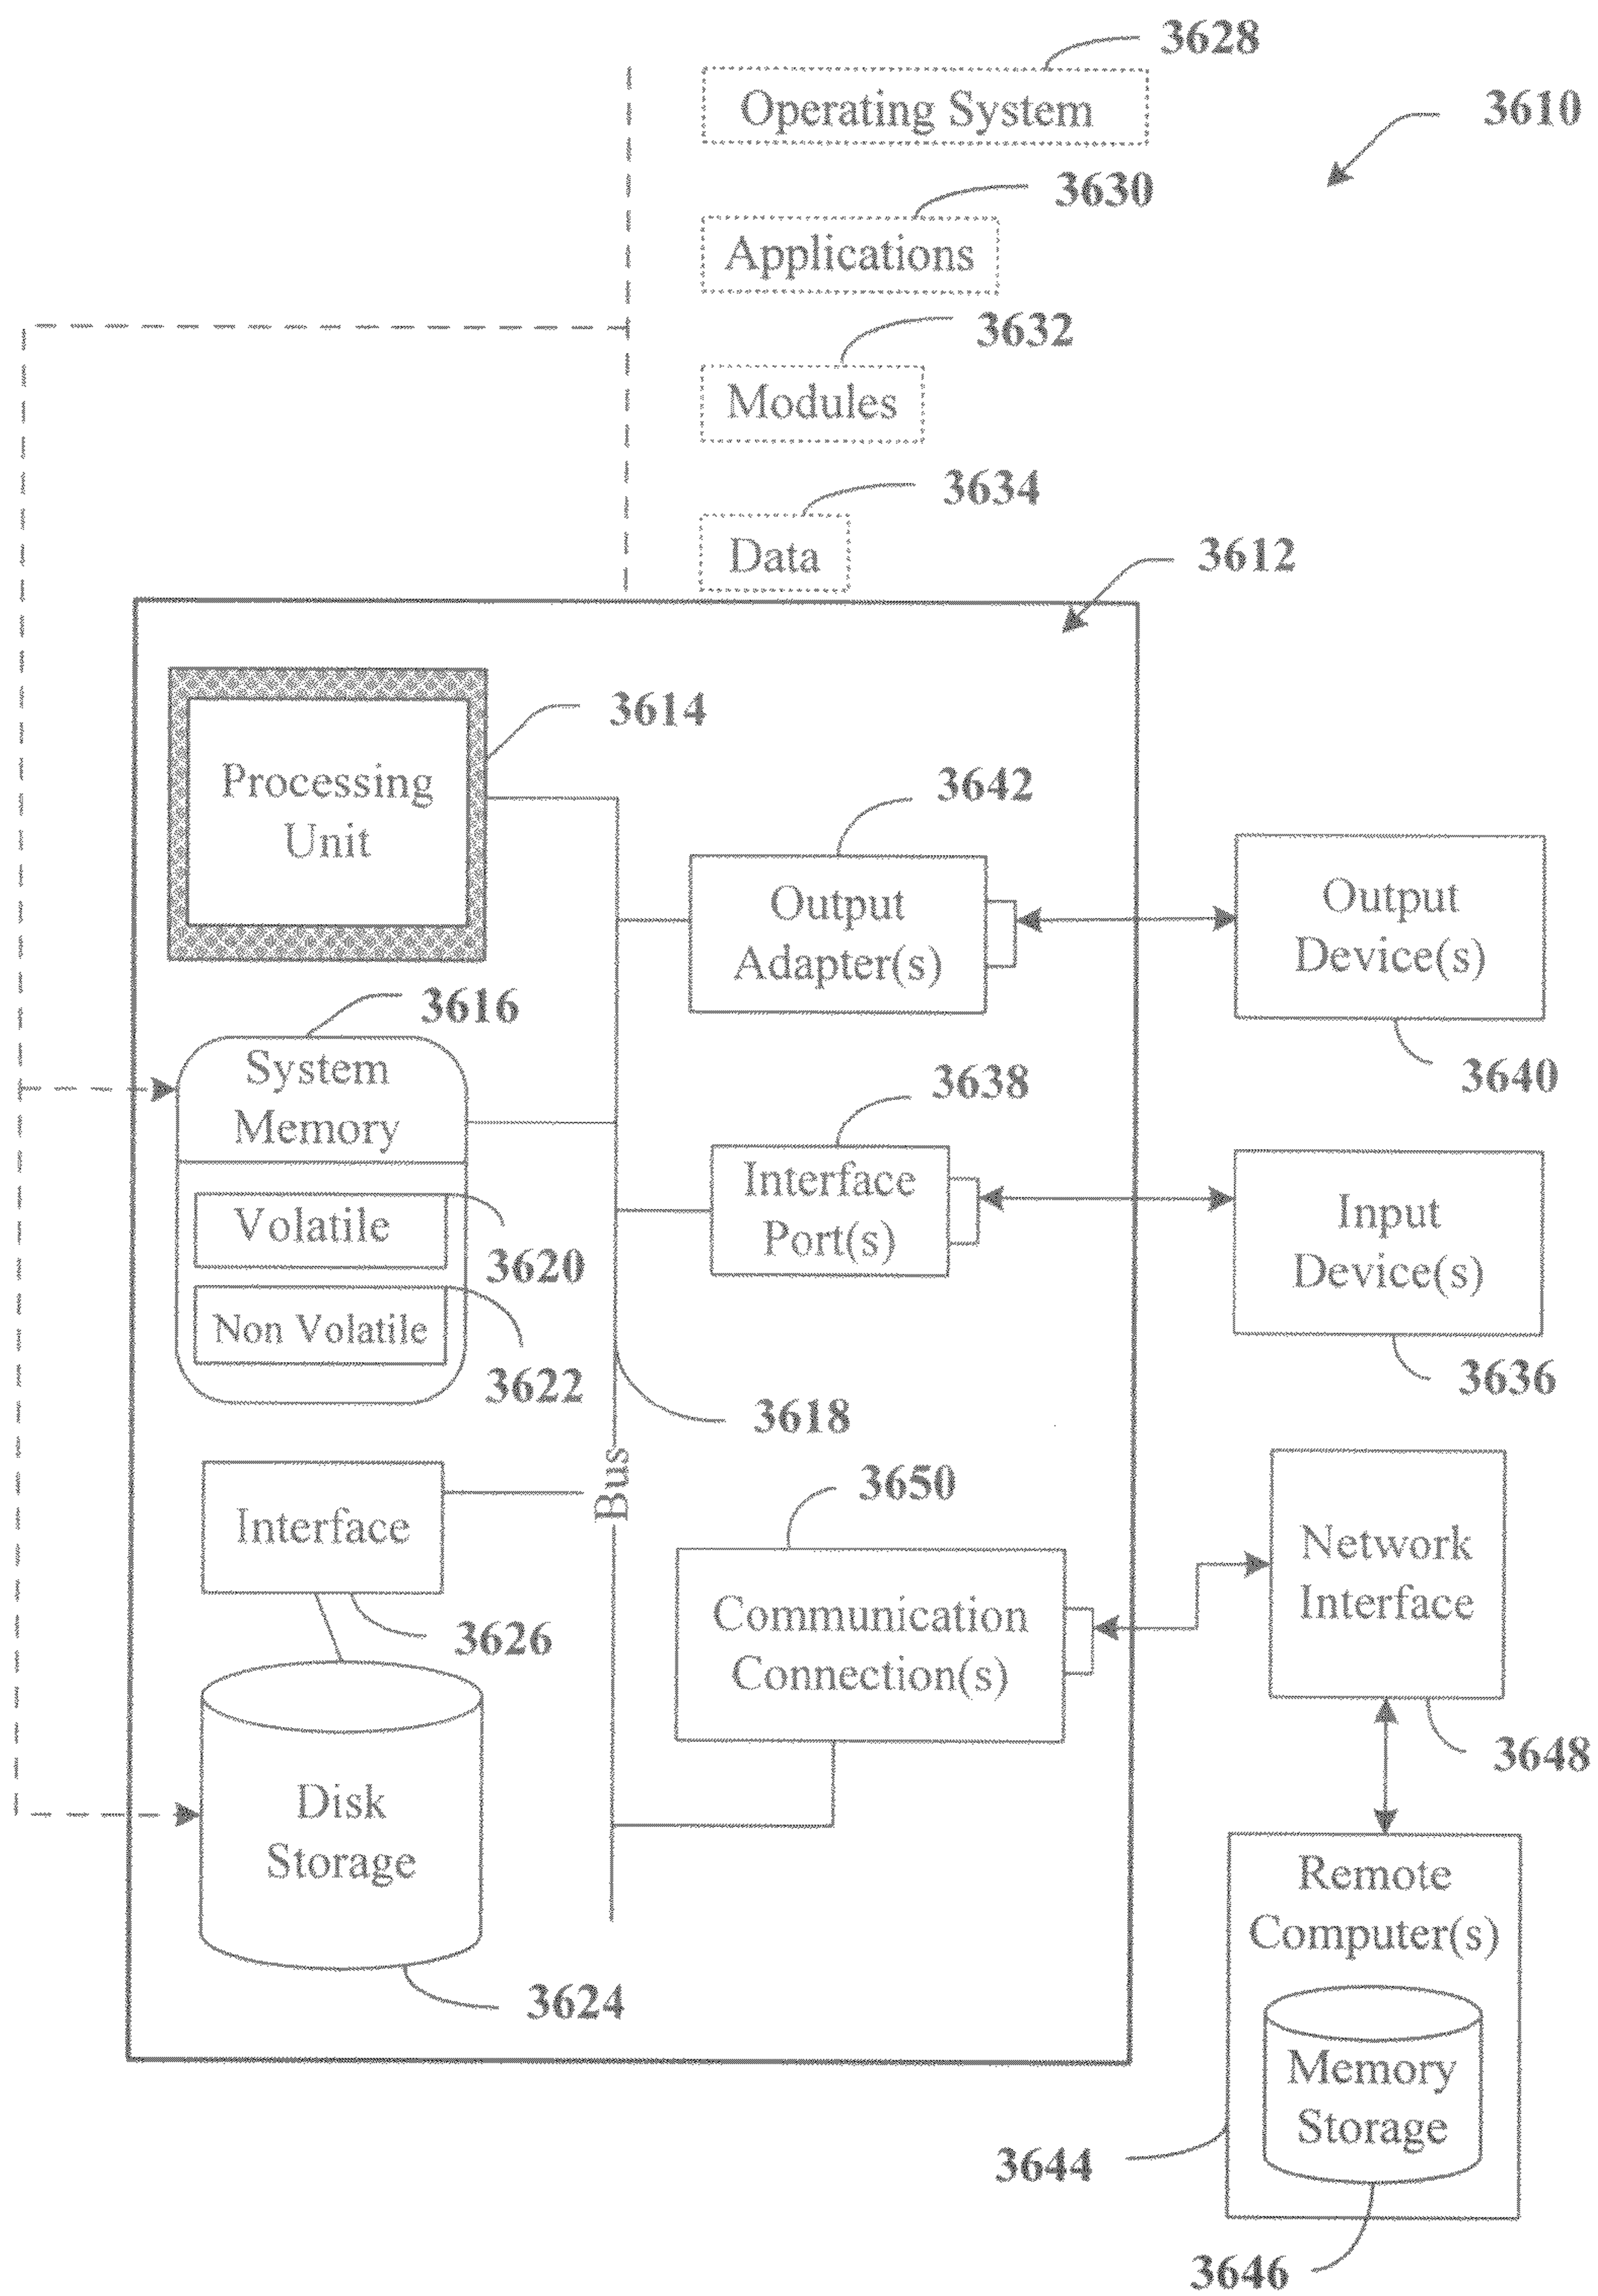 3628
Operating System
3610
3630
Applications
3632
Modules
3634
Data
3612
3614
Processing
Unit
3642
Output
Adapter(s)
Output
Device(s)
3640
3616
System
Memory
3638
Interface
Port(s)
Input
Device(s)
3636
Volatile
3620
Non Volatile
3622
3618
Bus
Interface
3626
3650
Communication
Connection(s)
Network
Interface
3648
Disk
Storage
3624
Remote
Computer(s)
Memory
Storage
3644
3646